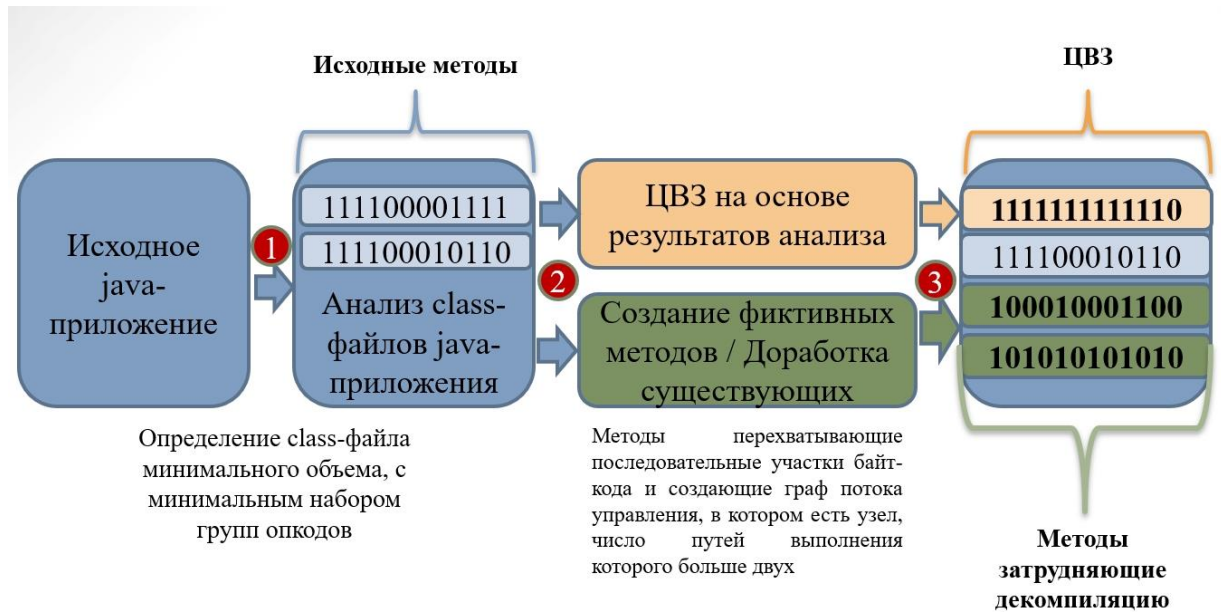 Исходные методы
ЦВЗ
Исходное
java-
приложение
1
111100001111
111100010110
Анализ class-
файлов java-
приложения
2
ЦВЗ на основе
результатов анализа
Создание фиктивных
методов / Доработка
существующих
3
1111111111110
111100010110
100010001100
101010101010
Определение class-файла
минимального объема, с
минимальным набором
групп опкодов
Методы перехватывающие
последовательные участки байт-
кода и создающие граф потока
управления, в котором есть узел,
число путей выполнения
которого больше двух
Методы
затрудняющие
декомпиляцию